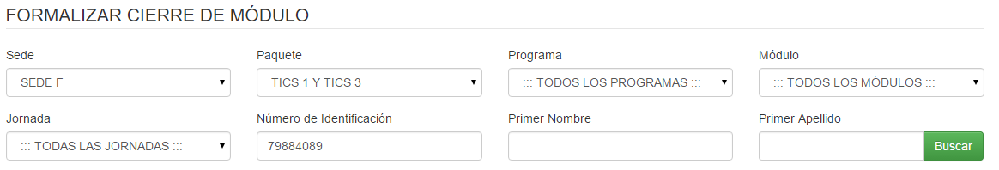 FORMALIZAR CIERRE DE MÓDULO
Sede Paquete Programa Módulo
SEDE F TICS 1 Y TICS 3 ::: TODOS LOS PROGRAMAS ::: ::: TODOS LOS MÓDULOS :::
Jornada Número de Identificación Primer Nombre Primer Apellido
::: TODAS LAS JORNADAS ::: 79884089 Buscar